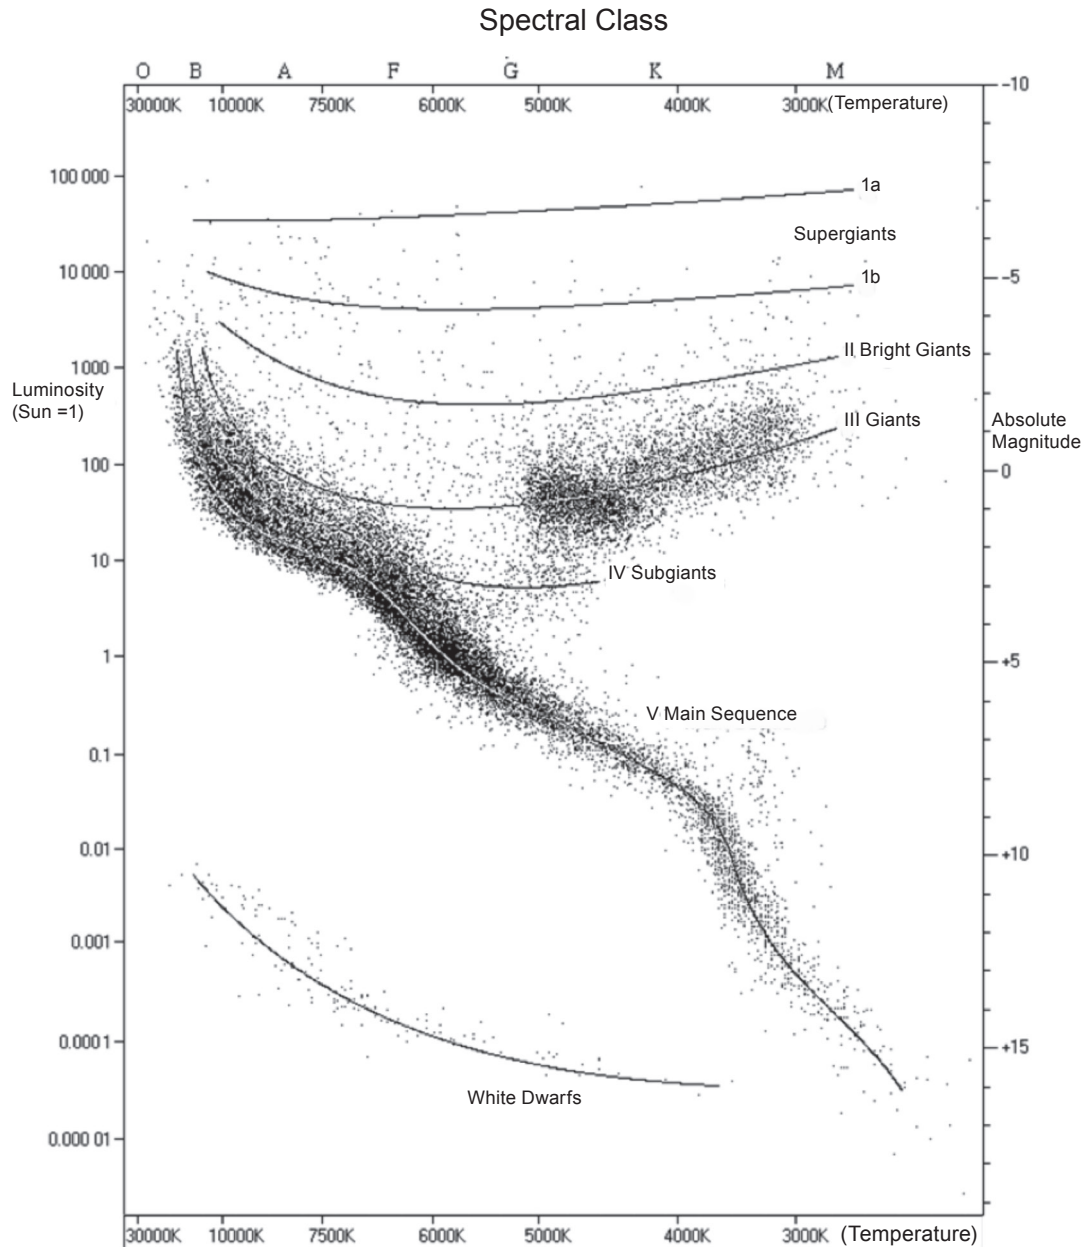 Spectral Class
O B A F G K M
30000K 10000K 7500K 6000K 5000K 4000K 3000K (Temperature)
-10
100 000
1a
Supergiants
10 000
-5
1b
1000
II Bright Giants
Luminosity
(Sun =1)
III Giants
Absolute
Magnitude
100
0
10
IV Subgiants
1
+5
V Main Sequence
0.1
0.01
+10
0.001
0.0001
+15
White Dwarfs
0.000 01
30000K 10000K 7500K 6000K 5000K 4000K 3000K (Temperature)